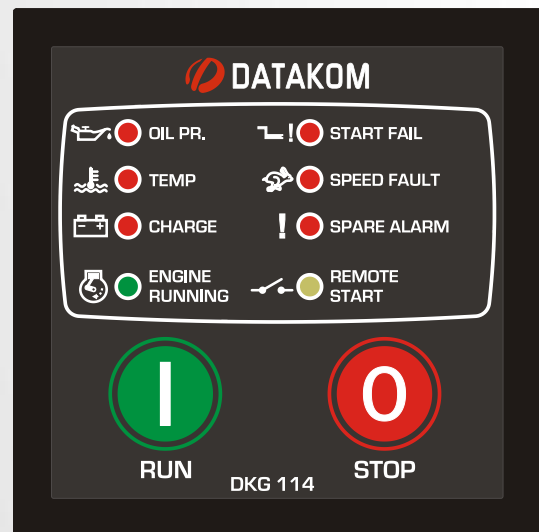 DATAKOM
OIL PR.
START FAIL
TEMP
SPEED FAULT
CHARGE
! SPARE ALARM
ENGINE
RUNNING
REMOTE
START
I
0
RUN
STOP
DKG 114